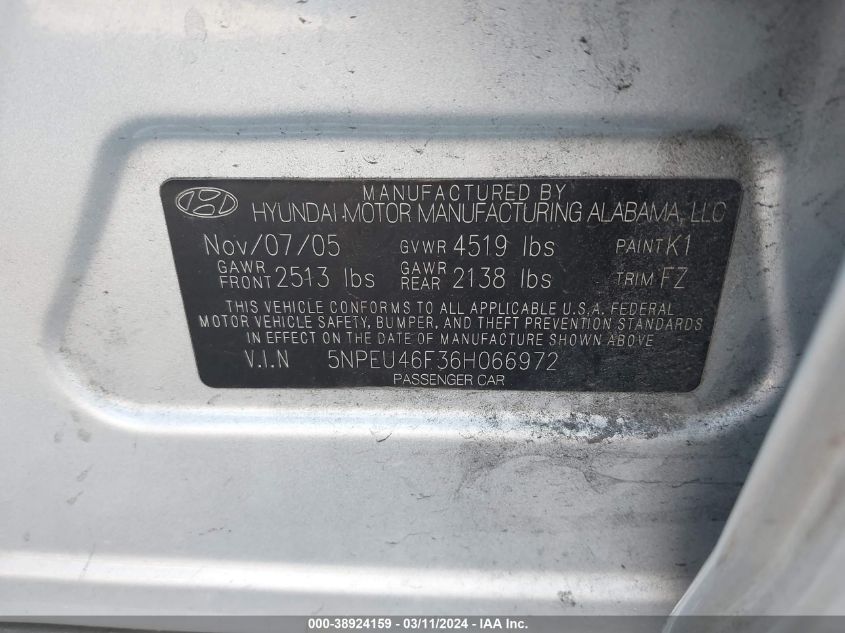 MANUFACTURED BY
HYUNDAI MOTOR MANUFACTURING ALABAMA, LLC
Nov/07/05 GVWR 4519 lbs PAINT K1
GAWR FRONT 2513 lbs GAWR REAR 2138 lbs TRIM FZ
THIS VEHICLE CONFORMS TO ALL APPLICABLE U.S.A. FEDERAL
MOTOR VEHICLE SAFETY, BUMPER, AND THEFT PREVENTION STANDARDS
IN EFFECT ON THE DATE OF MANUFACTURE SHOWN ABOVE
V.I.N 5NPEU46F36H066972
PASSENGER CAR
000-38924159 - 03/11/2024 - IAA Inc.